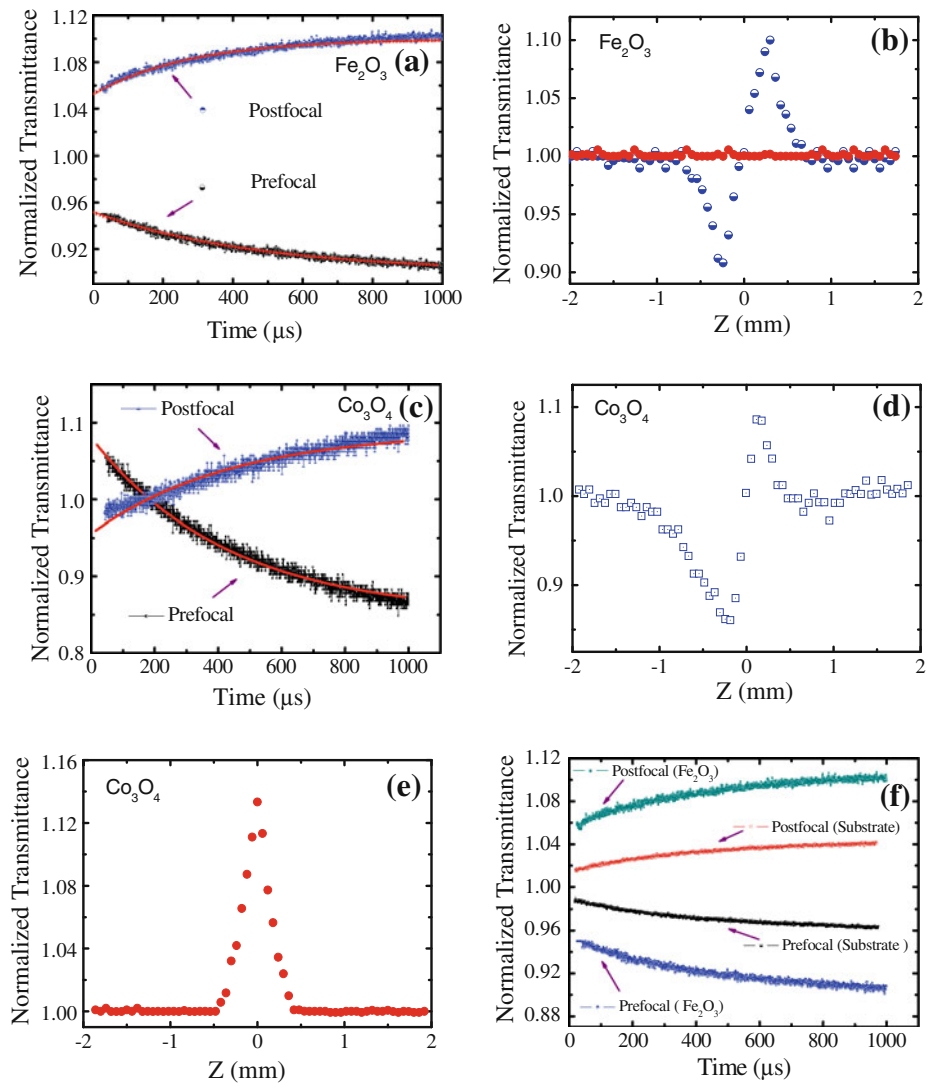 Fe₂O₃ (a)
Normalized Transmittance
1.08
1.04
1.00
0.96
0.92
Postfocal
Prefocal
0 200 400 600 800 1000
Time (µs)
Fe₂O₃ (b)
Normalized Transmitance
1.10
1.05
1.00
0.95
0.90
-2 -1 0 1 2
Z (mm)
Co₃O₄ (c)
Normalized Transmittance
1.1
1.0
0.9
0.8
Postfocal
Prefocal
0 200 400 600 800 1000
Time (µs)
Co₃O₄ (d)
Normalized Transmittance
1.1
1.0
0.9
-2 -1 0 1 2
Z (mm)
Co₃O₄ (e)
Normalized Transmittance
1.16
1.12
1.08
1.04
1.00
-2 -1 0 1 2
Z (mm)
(f)
Normalized Transmittance
1.12
1.08
1.04
1.00
0.96
0.92
0.88
Postfocal (Fe₂O₃)
Postfocal (Substrate)
Prefocal (Substrate )
Prefocal ( Fe₂O₃)
0 200 400 600 800 1000
Time (µs)